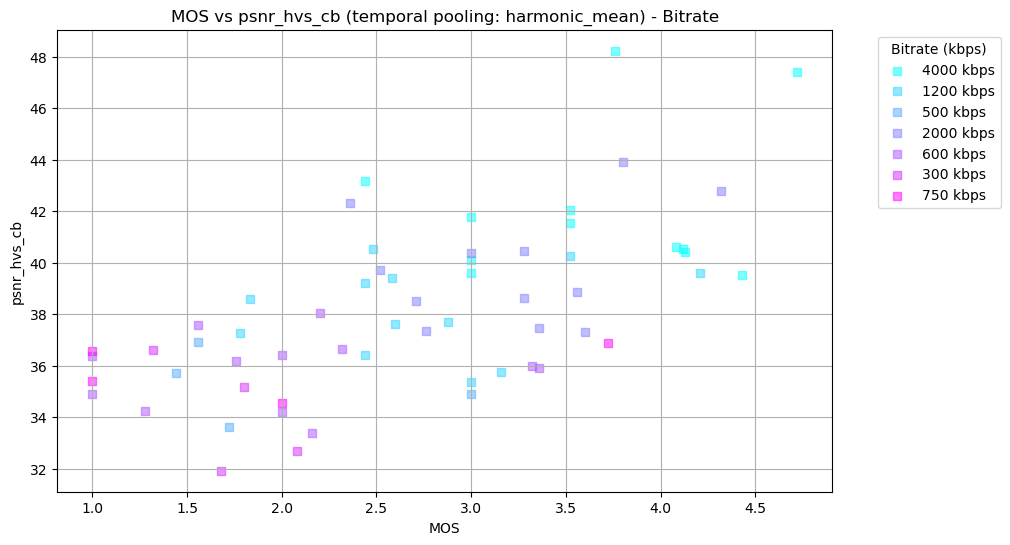 MOS vs psnr_hvs_cb (temporal pooling: harmonic_mean) - Bitrate
psnr_hvs_cb
48
46
44
42
40
38
36
34
32
1.0 1.5 2.0 2.5 3.0 3.5 4.0 4.5
MOS
Bitrate (kbps)
4000 kbps
1200 kbps
500 kbps
2000 kbps
600 kbps
300 kbps
750 kbps